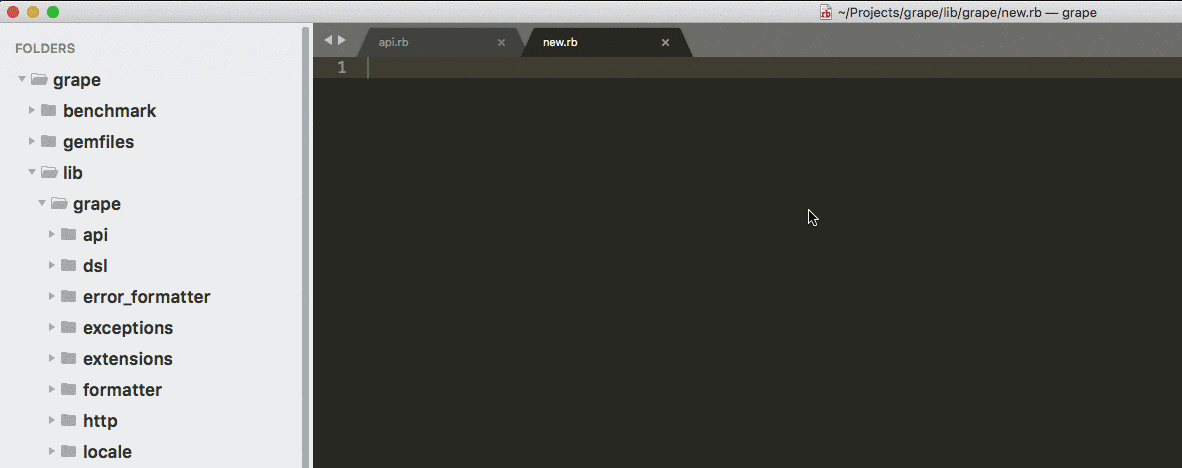 ~/Projects/grape/lib/grape/new.rb — grape
FOLDERS
grape
benchmark
gemfiles
lib
grape
api
dsl
error_formatter
exceptions
extensions
formatter
http
locale
api.rb
new.rb
1